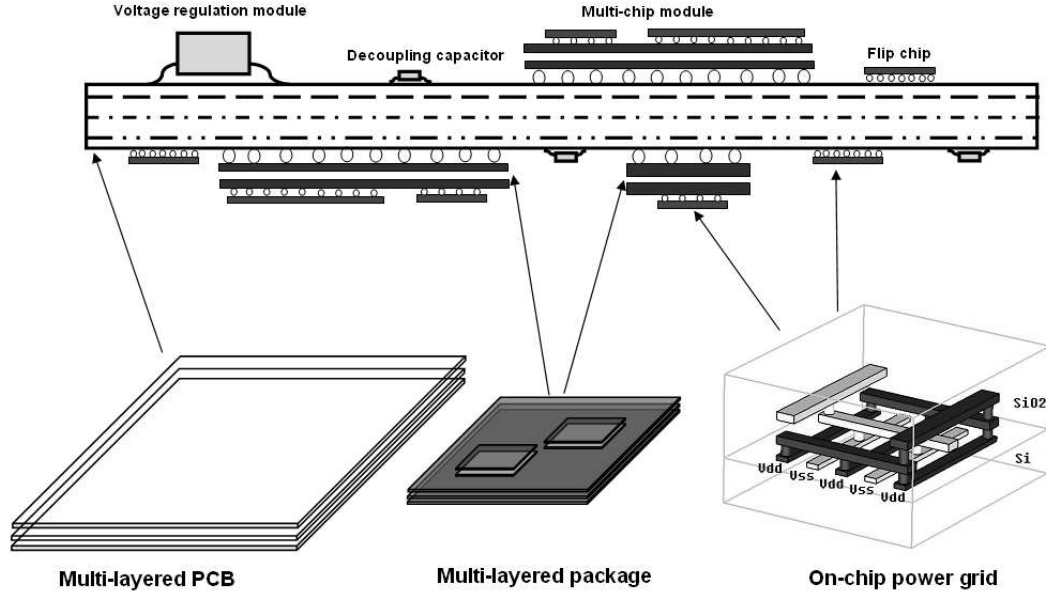 Voltage regulation module
Multi-chip module
Decoupling capacitor
Flip chip
SiO2
Si
Vdd
Vss
Vdd
Vss
Vdd
Multi-layered PCB
Multi-layered package
On-chip power grid